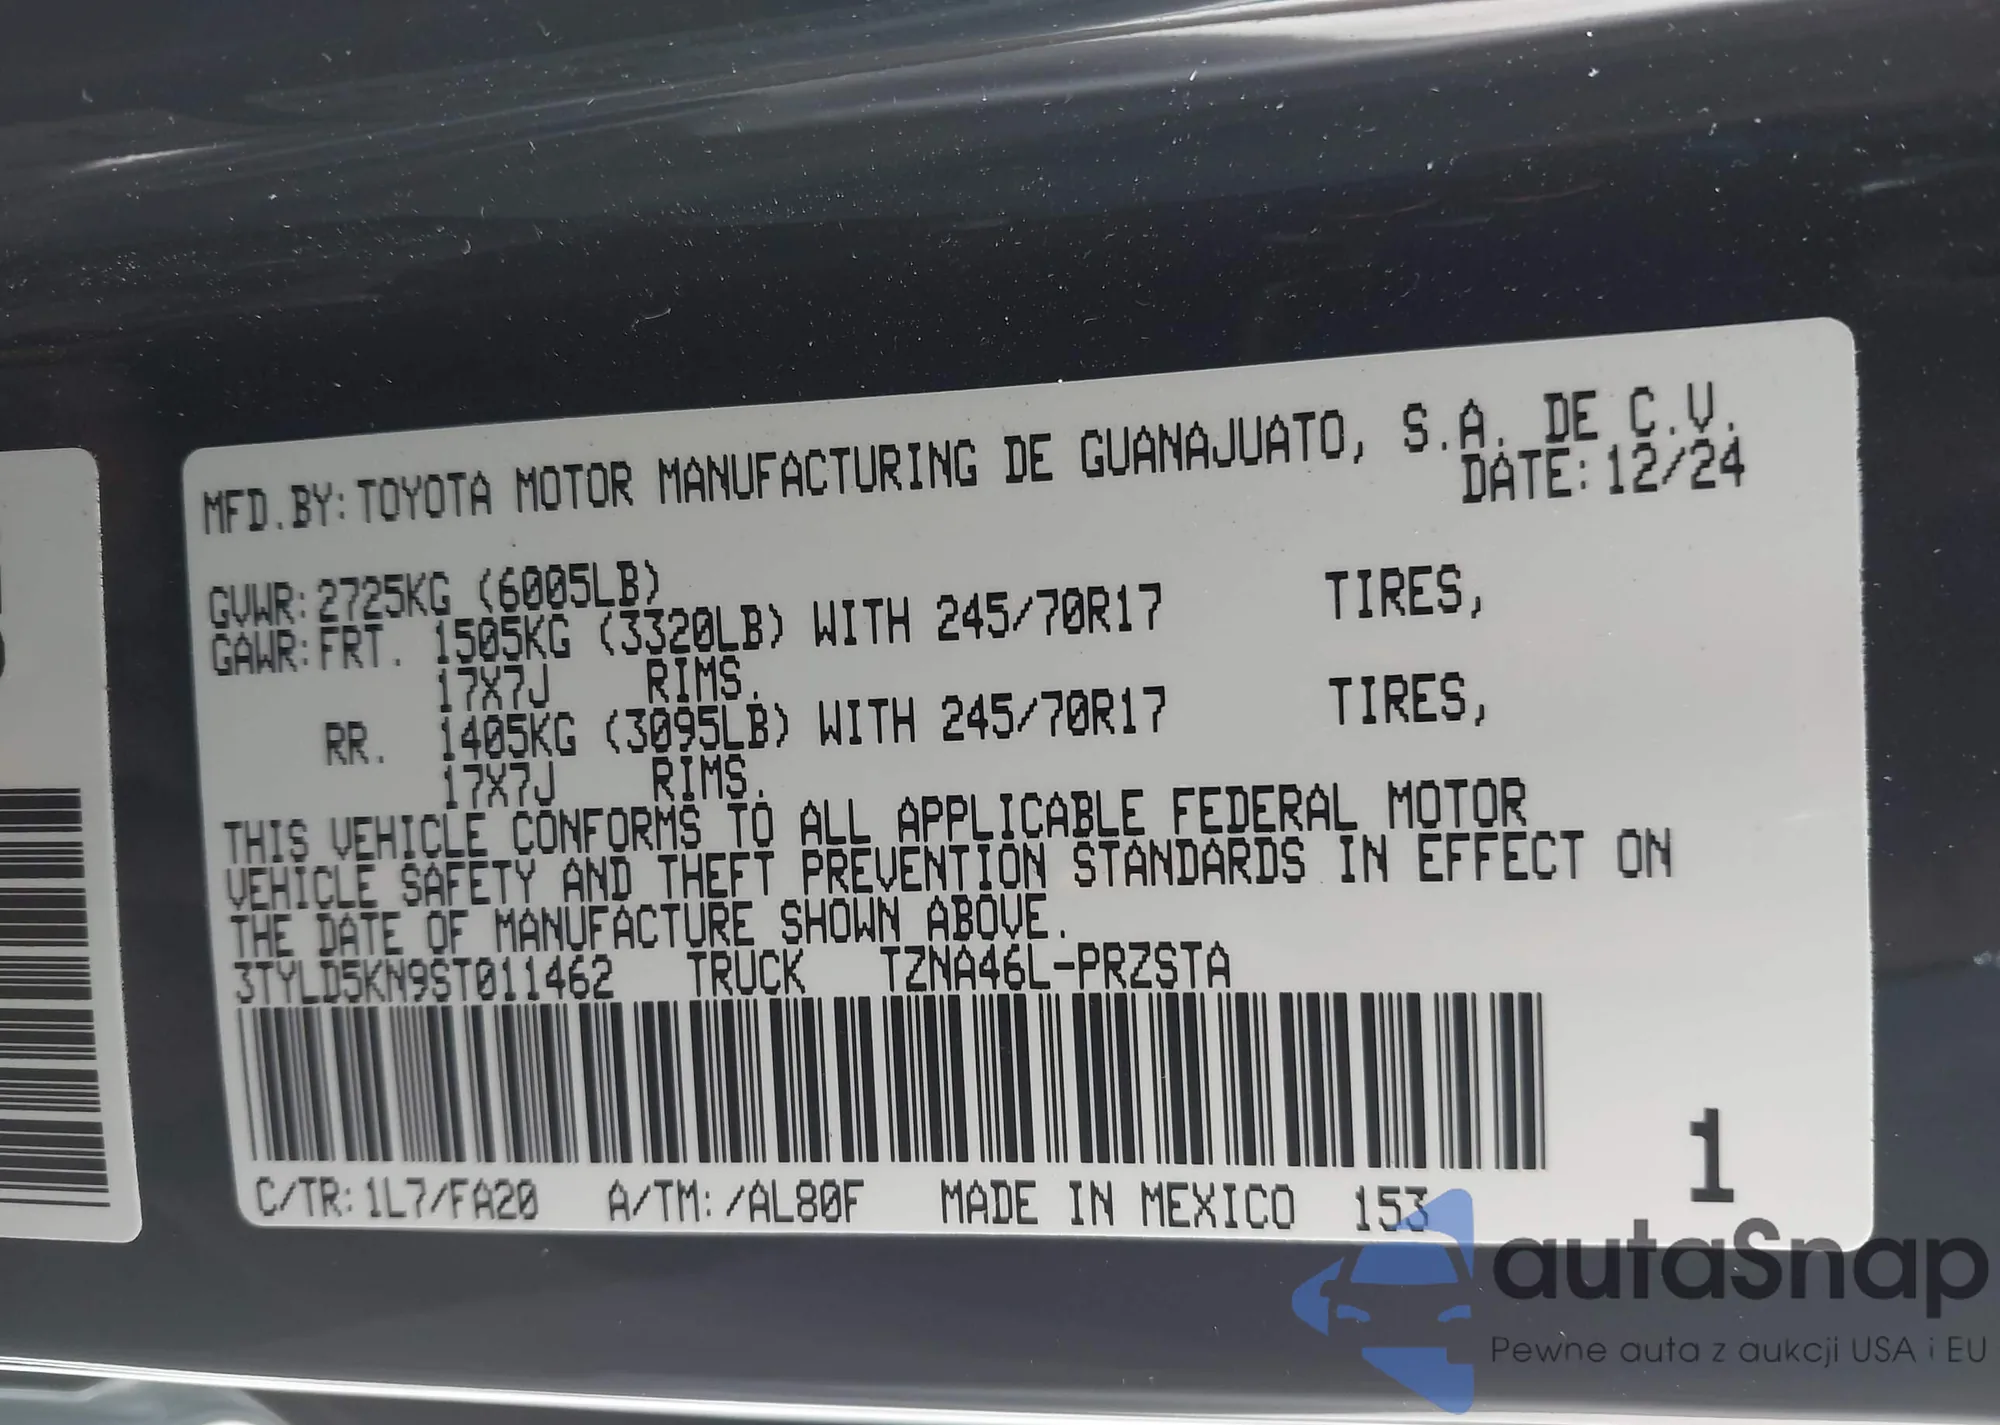 MFD.BY:TOYOTA MOTOR MANUFACTURING DE GUANAJUATO, S.A. DE C.V.
DATE:12/24
GVWR:2725KG (6005LB)
GAWR:FRT. 1505KG (3320LB) WITH 245/70R17 TIRES,
17X7J RIMS.
RR. 1405KG (3095LB) WITH 245/70R17 TIRES,
17X7J RIMS.
THIS VEHICLE CONFORMS TO ALL APPLICABLE FEDERAL MOTOR
VEHICLE SAFETY AND THEFT PREVENTION STANDARDS IN EFFECT ON
THE DATE OF MANUFACTURE SHOWN ABOVE.
3TYLD5KN9ST011462 TRUCK TZNA46L-PRZSTA
1
C/TR:1L7/FA20 A/TM:/AL80F MADE IN MEXICO 153
autaSnap
Pewne auta z aukcji USA i EU